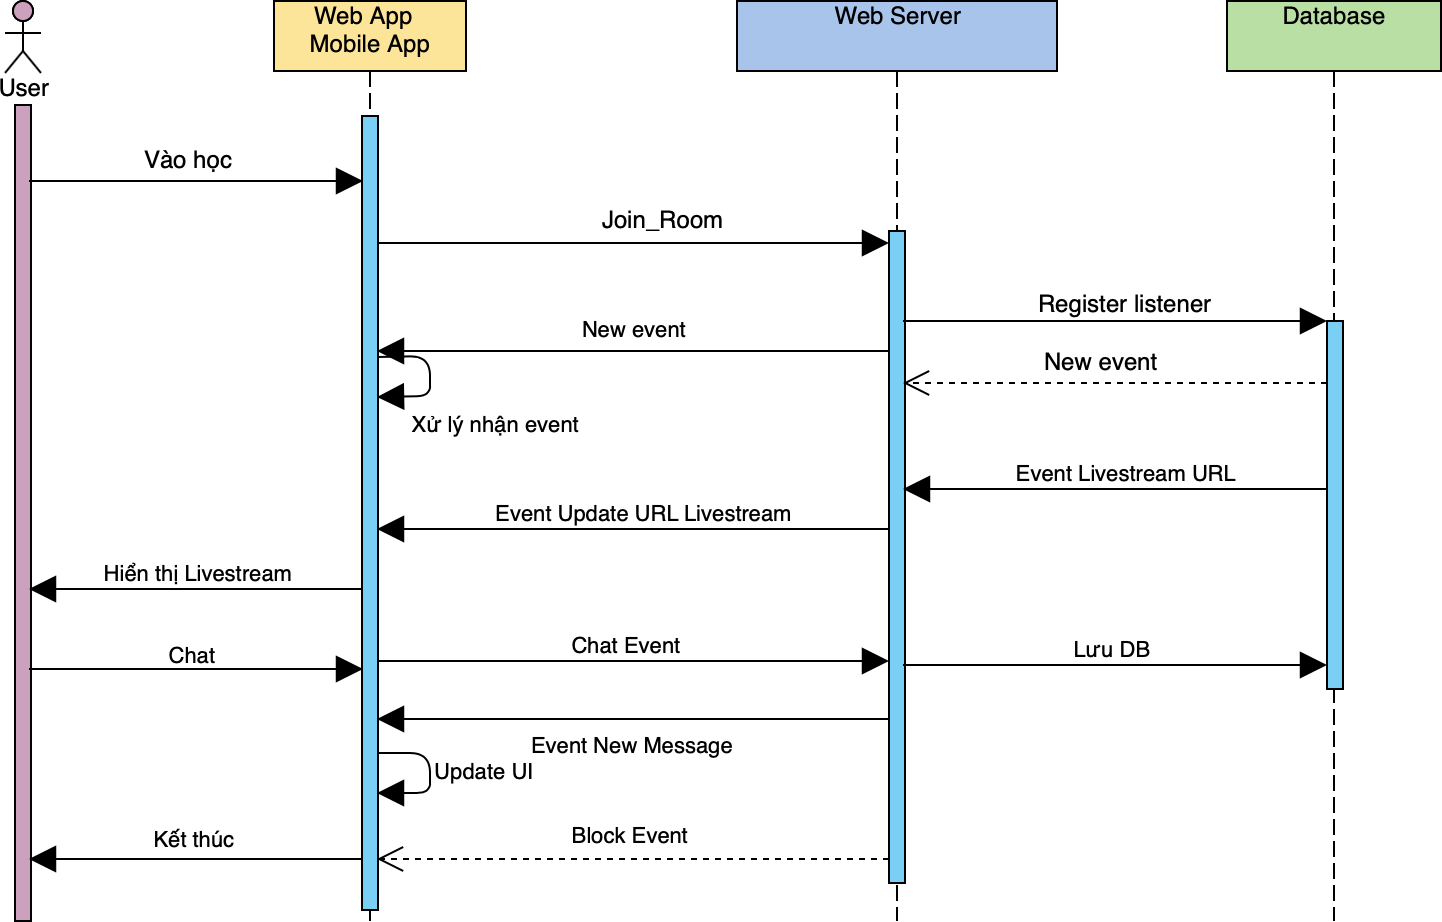 User
Web App
Mobile App
Web Server
Database
Vào học
Join_Room
Register listener
New event
New event
Xử lý nhận event
Event Livestream URL
Event Update URL Livestream
Hiển thị Livestream
Chat
Chat Event
Lưu DB
Event New Message
Update UI
Block Event
Kết thúc